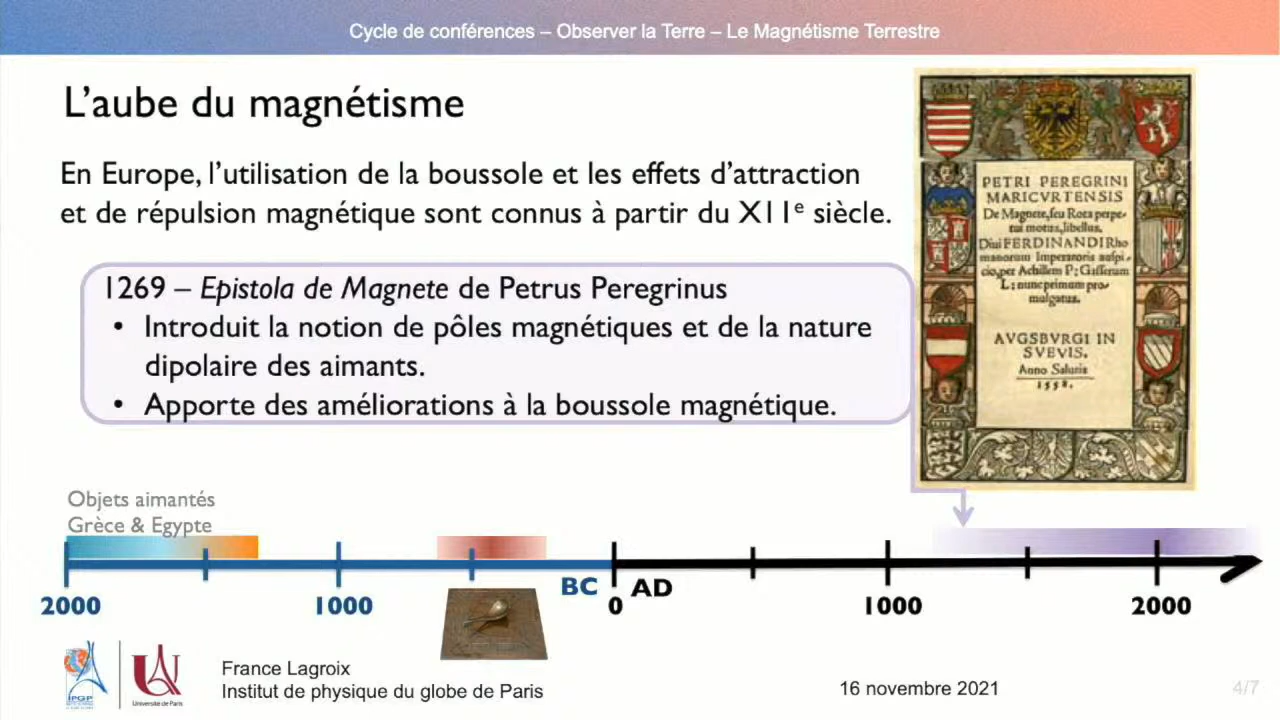 Cycle de conférences – Observer la Terre – Le Magnétisme Terrestre
L'aube du magnétisme
En Europe, l'utilisation de la boussole et les effets d'attraction
et de répulsion magnétique sont connus à partir du XIIe siècle.
1269 – Epistola de Magnete de Petrus Peregrinus
• Introduit la notion de pôles magnétiques et de la nature
dipolaire des aimants.
• Apporte des améliorations à la boussole magnétique.
PETRI PEREGRINI
MARICVRTENSIS
De Magnete, seu Rota perpe-
tui motus, libellus.
Diui FERDINANDI Rho
manorum Imperatoris auspi-
cio, per Achillem P: Gasserum
L: nunc primum pro-
mulgatus.
AVGSBVRGI IN
SVEVIS.
Anno Salutis
1558.
Objets aimantés
Grèce & Egypte
BC AD
2000 1000 0 1000 2000
IPGP
Université de Paris
France Lagroix
Institut de physique du globe de Paris
16 novembre 2021
4/7